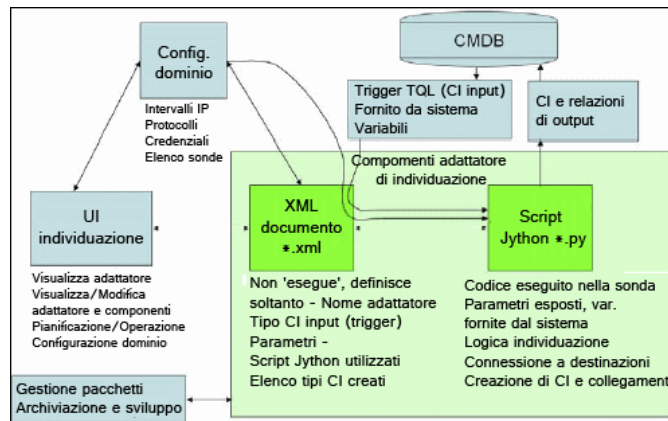 Config.
dominio
Intervalli IP
Protocolli
Credenziali
Elenco sonde
CMDB
Trigger TQL (CI input)
Fornito da sistema
Variabili
CI e relazioni
di output
Compomenti adattatore
di individuazione
UI
individuazione
Visualizza adattatore
Visualizza/Modifica
adattatore e componenti
Pianificazione/Operazione
Configurazione dominio
XML
documento
*.xml
Non 'esegue', definisce
soltanto - Nome adattatore
Tipo CI input (trigger)
Parametri -
Script Jython utilizzati
Elenco tipi CI creati
Script
Jython *.py
Codice eseguito nella sonda
Parametri esposti, var.
fornite dal sistema
Logica individuazione
Connessione a destinazioni
Creazione di CI e collegament
Gestione pacchetti
Archiviazione e sviluppo